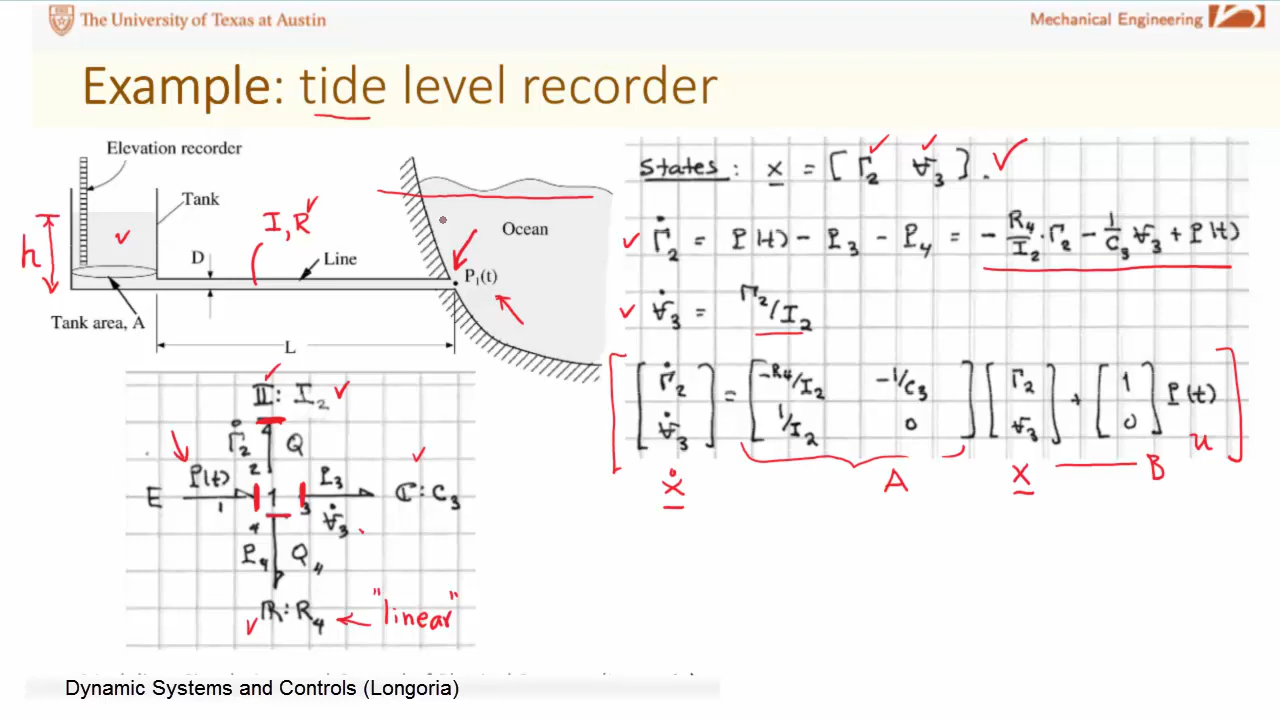 The University of Texas at Austin
Mechanical Engineering
Example: tide level recorder
Elevation recorder
Tank
I, R
h
D
Line
Ocean
P₁(t)
Tank area, A
L
States: x = [Γ₂ V₃].
Γ̇₂ = P(t) - P₃ - P₄ = -R₄/I₂·Γ₂ - 1/C₃ V₃ + P(t)
V̇₃ = Γ₂/I₂
[Γ̇₂ V̇₃] = [-R₄/I₂ -1/C₃ 1/I₂ 0] [Γ₂ V₃] + [1 0] P(t)
u
ẋ A x B
II: I₂
Γ̇₂ Q
2
E P(t) 1 1 P₃ 3 V̇₃ C: C₃
4
P₄ Q₄
R: R₄ "linear"
Dynamic Systems and Controls (Longoria)